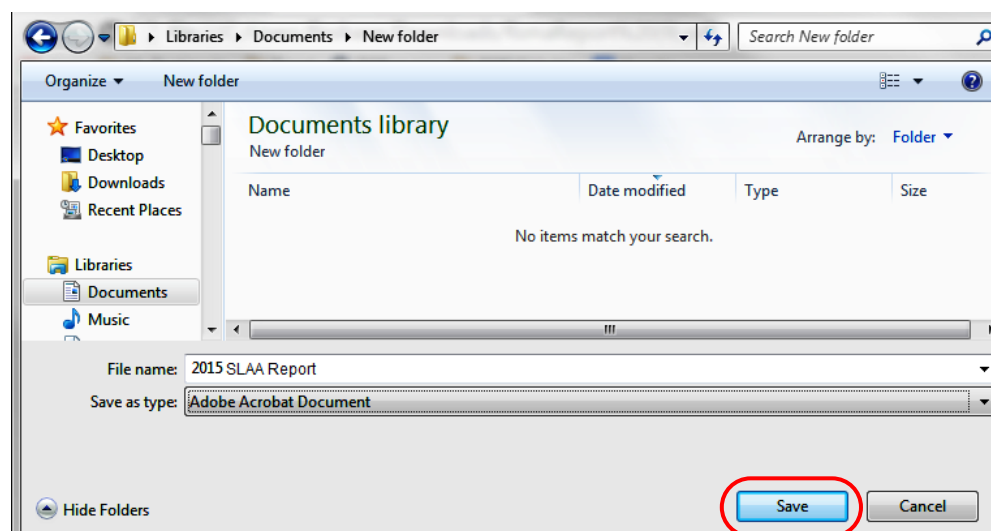 Libraries Documents New folder Search New folder
Organize New folder
Favorites
Desktop
Downloads
Recent Places
Libraries
Documents
Music
Documents library
New folder
Arrange by: Folder
Name Date modified Type Size
No items match your search.
File name: 2015 SLAA Report
Save as type: Adobe Acrobat Document
Hide Folders Save Cancel